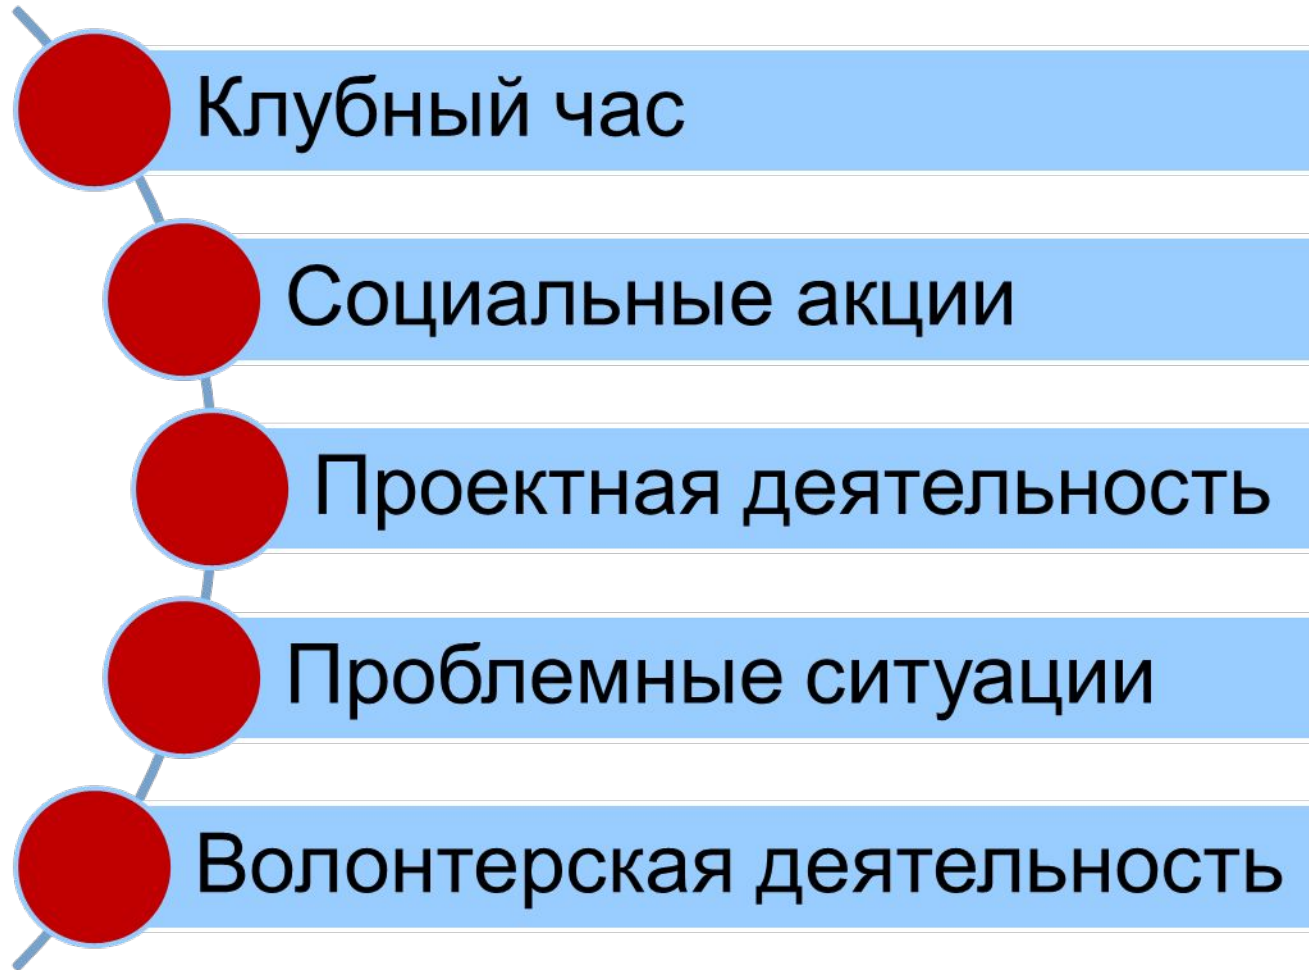 Клубный час
Социальные акции
Проектная деятельность
Проблемные ситуации
Волонтерская деятельность